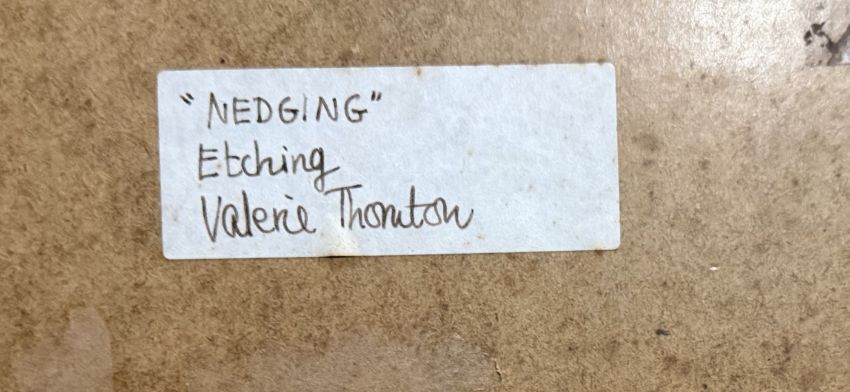 "NEDGING"
Etching
Valerie Thornton